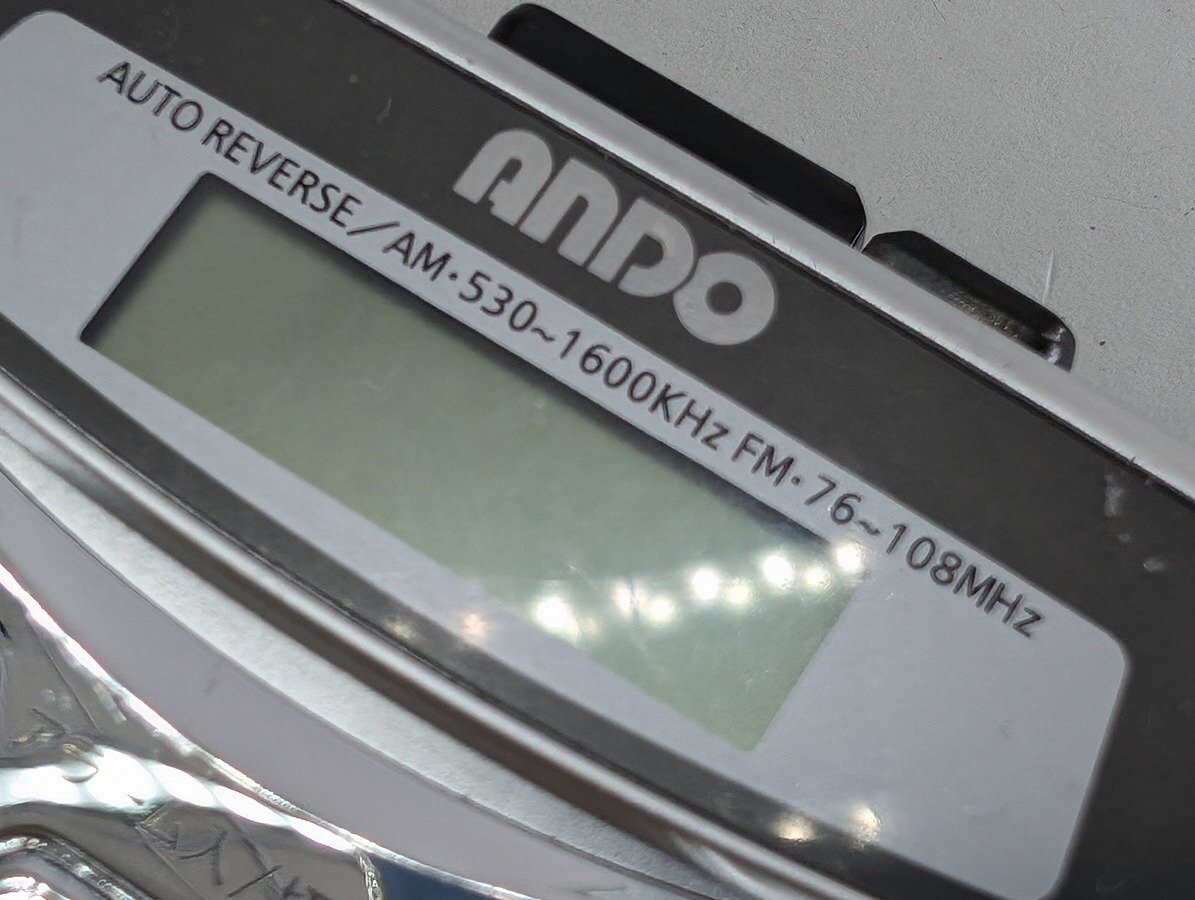 ANDO
AUTO REVERSE/AM·530~1600KHz FM·76~108MHz